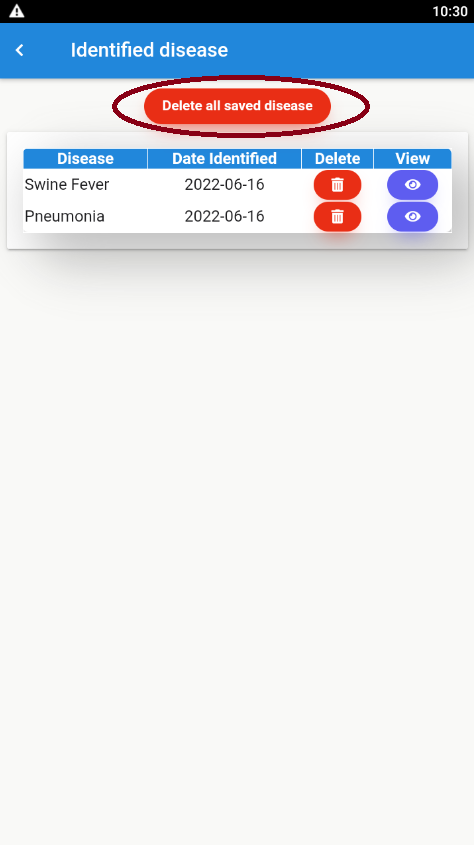 10:30
Identified disease
Delete all saved disease
Disease Date Identified Delete View
Swine Fever 2022-06-16
Pneumonia 2022-06-16